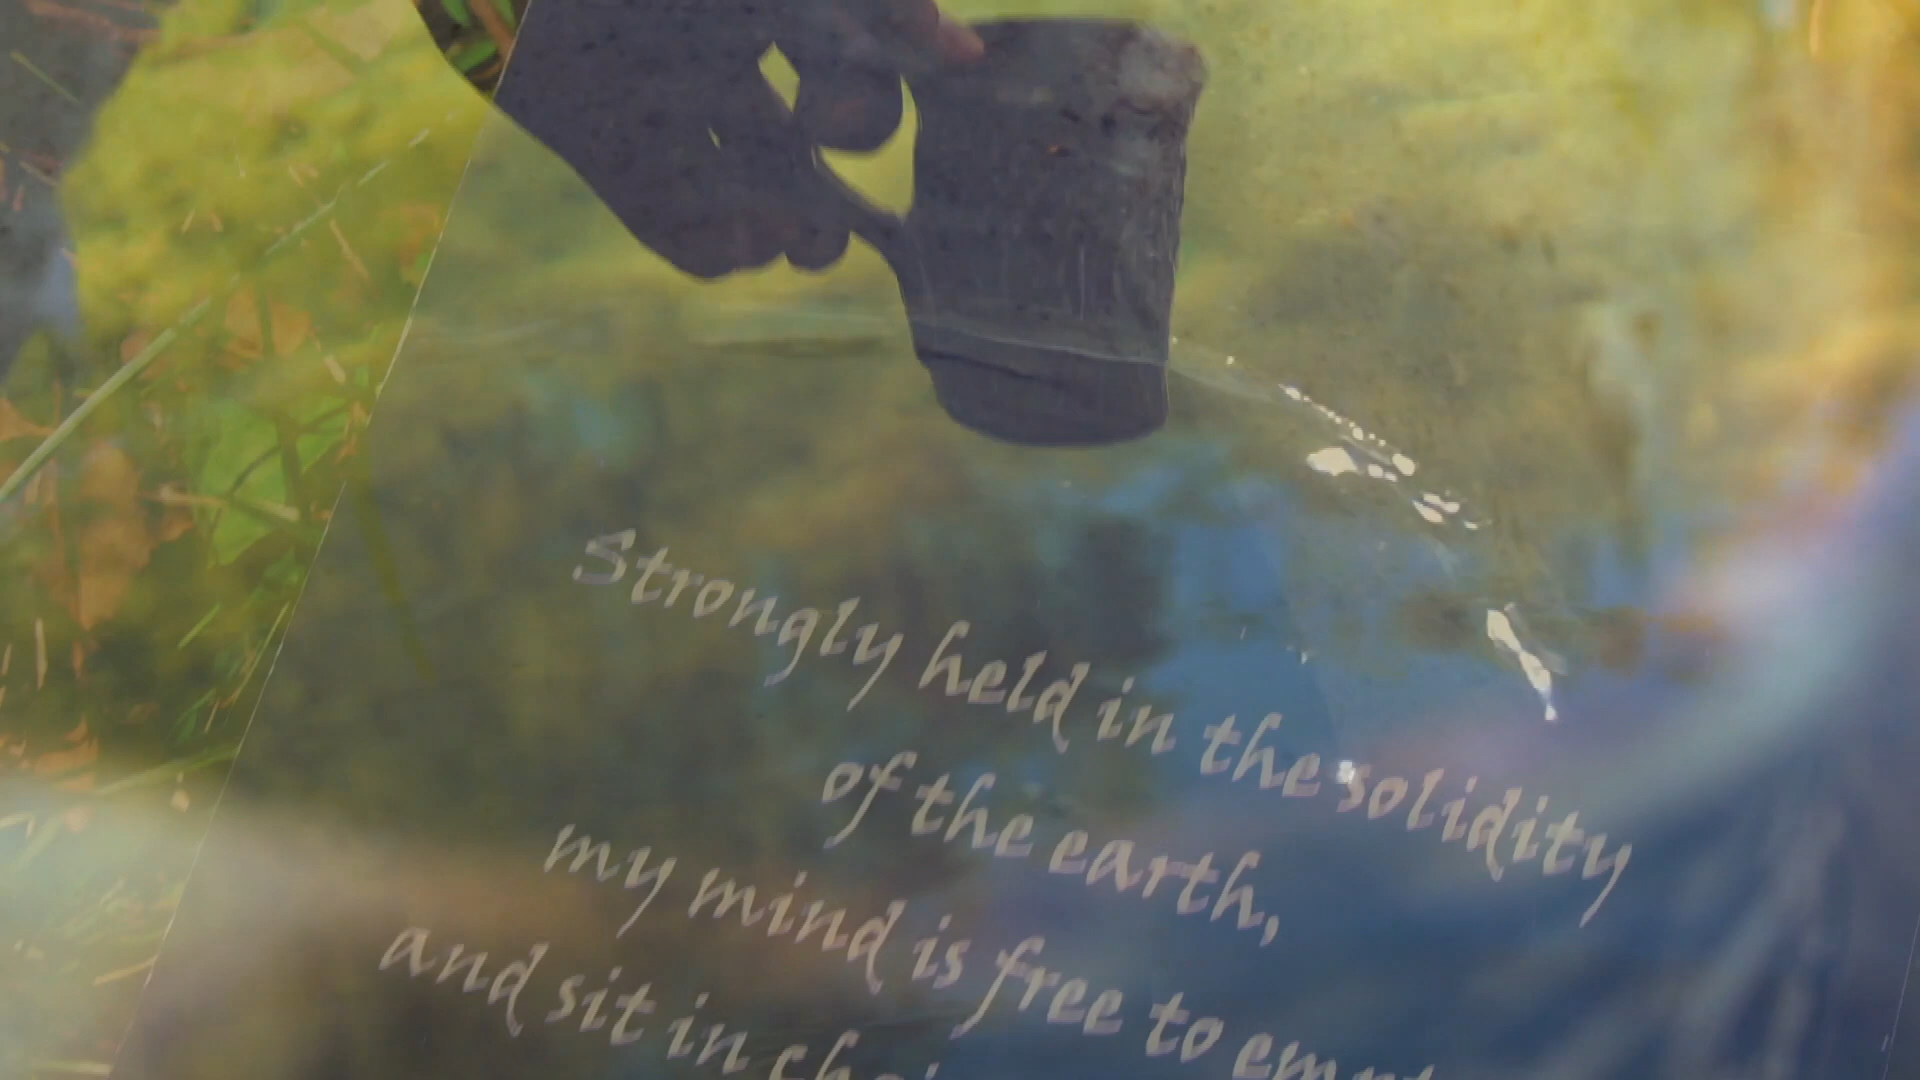 Strongly held in the solidity
of the earth,
my mind is free to
and sit in